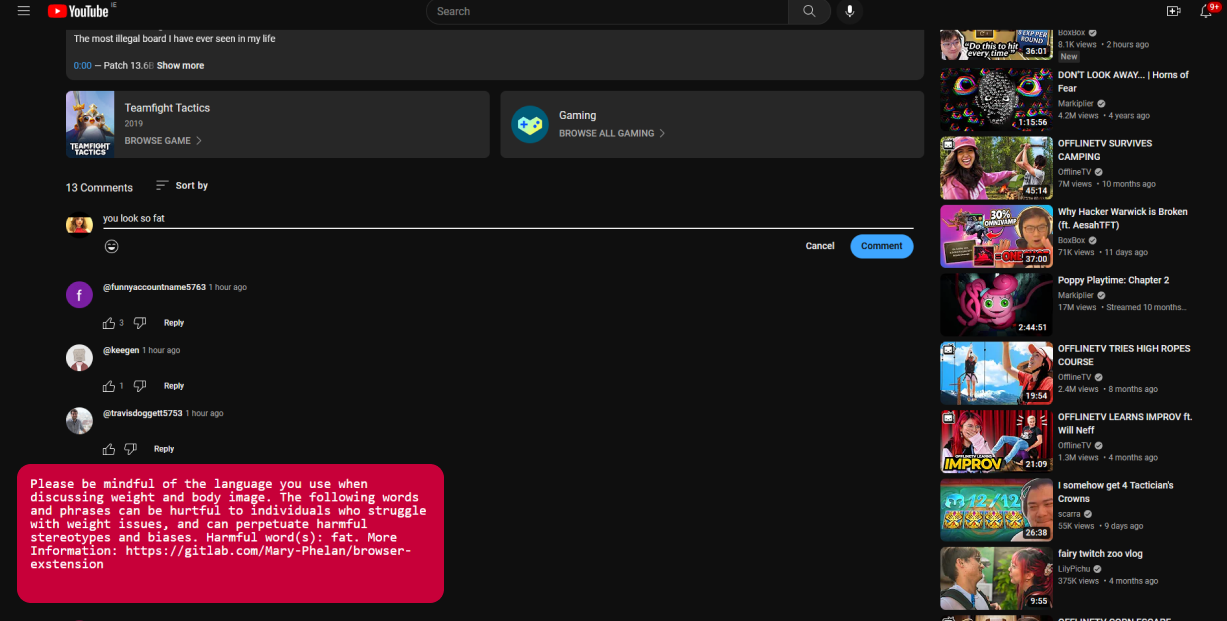 YouTube IE
Search
9+
The most illegal board I have ever seen in my life
0:00 — Patch 13.6B Show more
Teamfight Tactics
2019
BROWSE GAME
TEAMFIGHT
TACTICS
Gaming
BROWSE ALL GAMING
13 Comments
Sort by
you look so fat
Cancel
Comment
f
@funnyaccountname5763 1 hour ago
3
Reply
@keegen 1 hour ago
1
Reply
@travisdoggett5753 1 hour ago
Reply
Please be mindful of the language you use when
discussing weight and body image. The following words
and phrases can be hurtful to individuals who struggle
with weight issues, and can perpetuate harmful
stereotypes and biases. Harmful word(s): fat. More
Information: https://gitlab.com/Mary-Phelan/browser-
exstension
8 EXP PER
ROUND
"Do this to hit
every time"
36:01
BoxBox
8.1K views • 2 hours ago
New
1:15:56
DON'T LOOK AWAY... | Horns of
Fear
Markiplier
4.2M views • 4 years ago
45:14
OFFLINETV SURVIVES
CAMPING
OfflineTV
7M views • 10 months ago
30%
OMNIVAMP
37:00
Why Hacker Warwick is Broken
(ft. AesahTFT)
BoxBox
71K views • 11 days ago
2:44:51
Poppy Playtime: Chapter 2
Markiplier
17M views • Streamed 10 months...
19:54
OFFLINETV TRIES HIGH ROPES
COURSE
OfflineTV
2.4M views • 8 months ago
OFFLINETV LEARNS
IMPROV
21:09
OFFLINETV LEARNS IMPROV ft.
Will Neff
OfflineTV
1.3M views • 4 months ago
12/12
26:38
I somehow get 4 Tactician's
Crowns
scarra
55K views • 9 days ago
9:55
fairy twitch zoo vlog
LilyPichu
375K views • 4 months ago